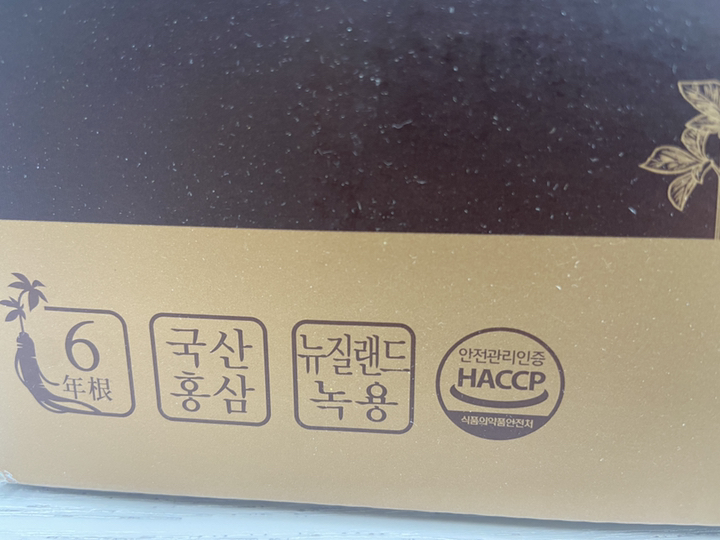 6
年根
국산
홍삼
뉴질랜드
녹용
안전관리인증
HACCP
식품의약품안전처